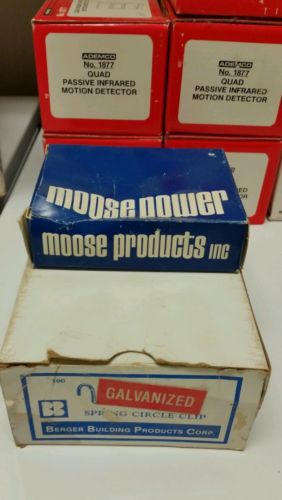 ADEMCO
No. 1877
QUAD
PASSIVE INFRARED
MOTION DETECTOR
ADEMCO
No. 1877
QUAD
PASSIVE INFRARED
MOTION DETECTOR
moose power
moose products inc
100
GALVANIZED
SPRING CIRCLE CLIP
B
BERGER BUILDING PRODUCTS CORP.